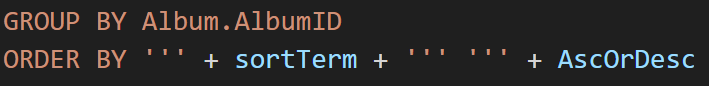 GROUP BY Album.AlbumID
ORDER BY ''' + sortTerm + ''' ''' + AscOrDesc